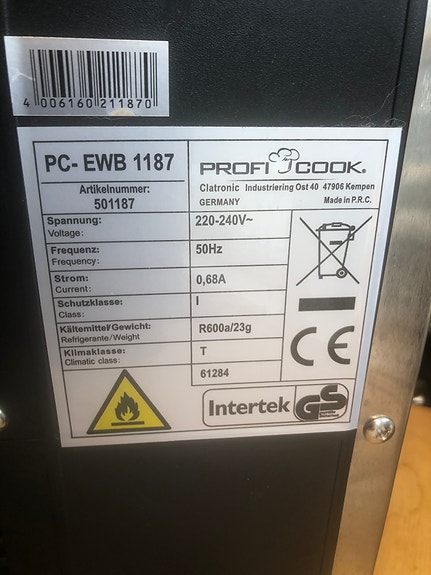 4 006160 211870
PC- EWB 1187
Artikelnummer:
501187
PROFI COOK®
Clatronic Industriering Ost 40 47906 Kempen
GERMANY Made in P.R.C.
Spannung: 220-240V~
Voltage:
Frequenz: 50Hz
Frequency:
Strom: 0,68A
Current:
Schutzklasse: I
Class:
Kältemittel/Gewicht: R600a/23g
Refrigerante/Weight
Klimaklasse: T
Climatic class:
61284
CE
Intertek GS